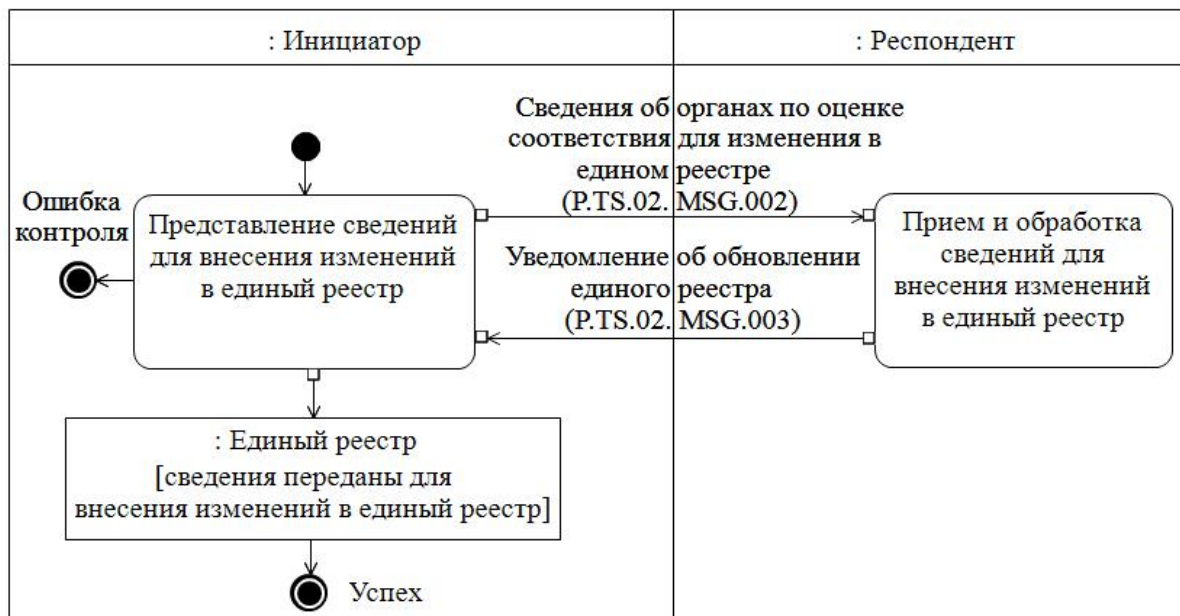 : Инициатор
: Респондент
Сведения об органах по оценке
соответствия для изменения в
едином реестре
(P.TS.02. MSG.002)
Ошибка
контроля
Представление сведений
для внесения изменений
в единый реестр
Уведомление об обновлении
единого реестра
(P.TS.02. MSG.003)
Прием и обработка
сведений для
внесения изменений
в единый реестр
: Единый реестр
[сведения переданы для
внесения изменений в единый реестр]
Успех